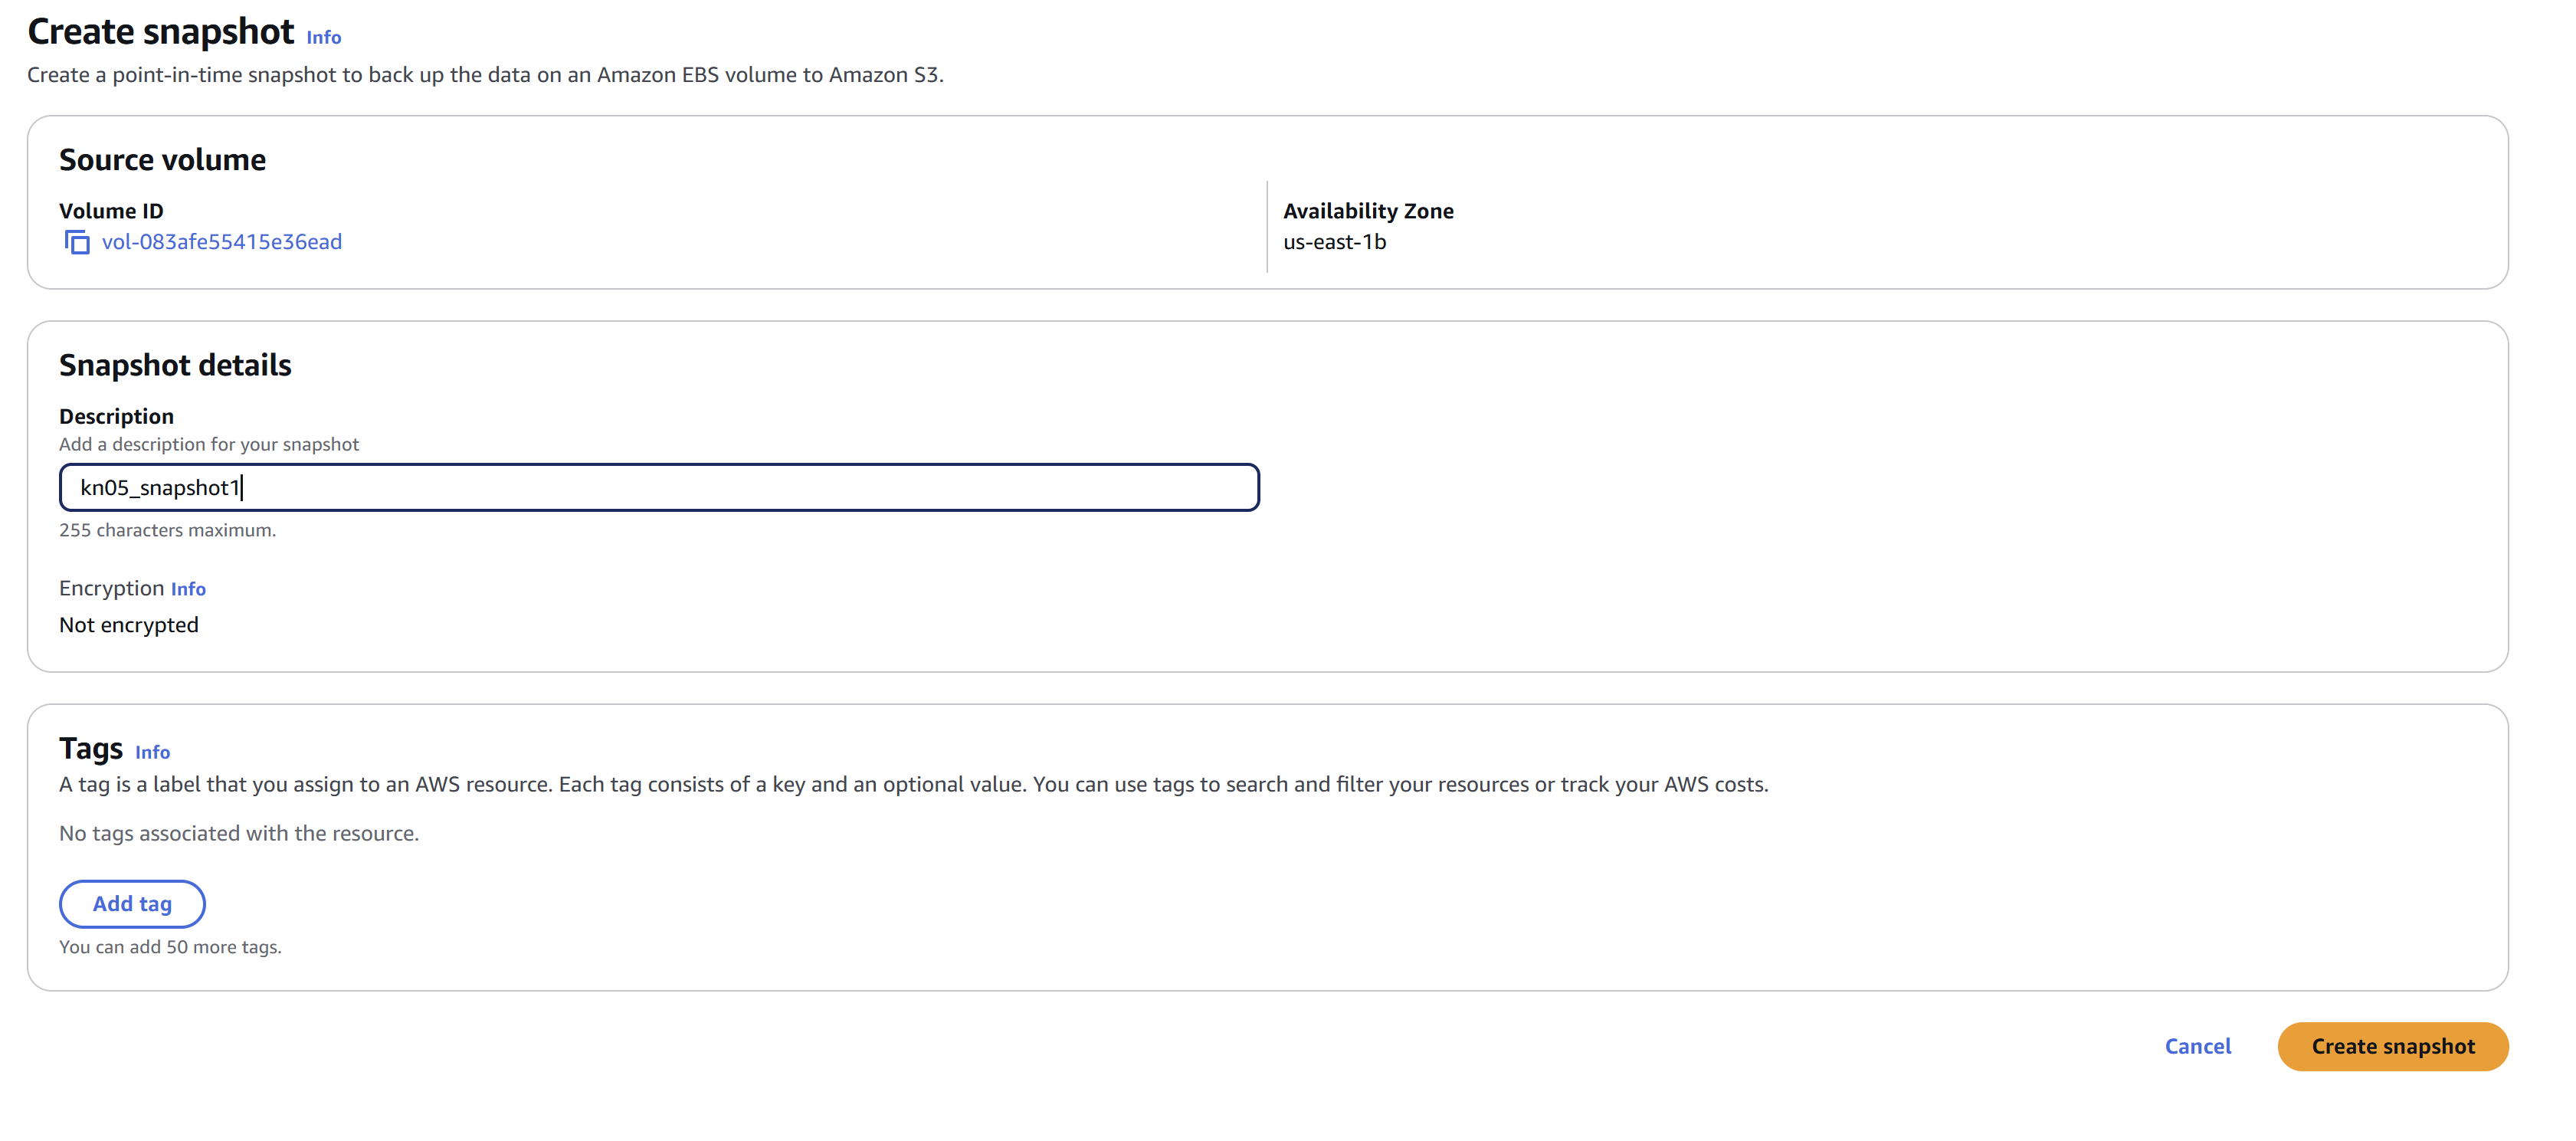 Create snapshot Info
Create a point-in-time snapshot to back up the data on an Amazon EBS volume to Amazon S3.
Source volume
Volume ID
vol-083afe55415e36ead
Availability Zone
us-east-1b
Snapshot details
Description
Add a description for your snapshot
kn05_snapshot1
255 characters maximum.
Encryption Info
Not encrypted
Tags Info
A tag is a label that you assign to an AWS resource. Each tag consists of a key and an optional value. You can use tags to search and filter your resources or track your AWS costs.
No tags associated with the resource.
Add tag
You can add 50 more tags.
Cancel
Create snapshot